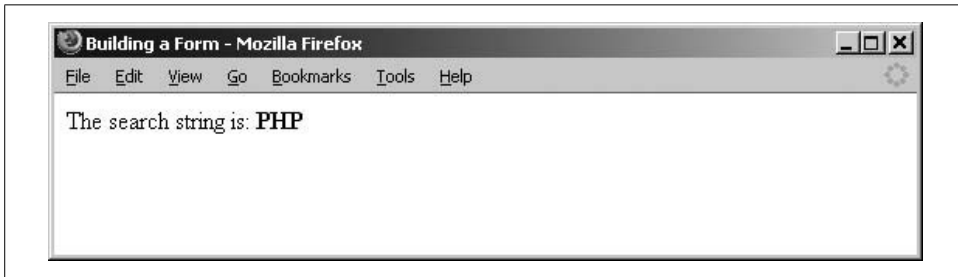 Building a Form - Mozilla Firefox
File Edit View Go Bookmarks Tools Help
The search string is: PHP